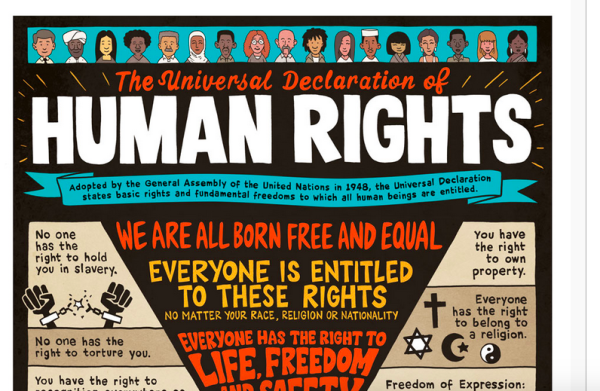 The Universal Declaration of
HUMAN RIGHTS
Adopted by the General Assembly of the United Nations in 1948, the Universal Declaration
states basic rights and fundamental freedoms to which all human beings are entitled.
No one
has the
right to hold
you in slavery.
WE ARE ALL BORN FREE AND EQUAL
EVERYONE IS ENTITLED
TO THESE RIGHTS
NO MATTER YOUR RACE, RELIGION OR NATIONALITY
You have
the right
to own
property.
Everyone
has the right
to belong to
a religion.
No one has the
right to torture you.
EVERYONE HAS THE RIGHT TO
LIFE, FREEDOM
AND SAFETY
You have the right to
Freedom of Expression: